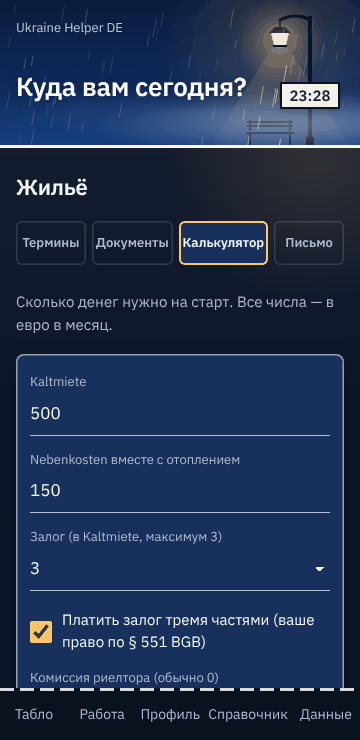 Ukraine Helper DE
Куда вам сегодня?
23:28
Жильё
Термины
Документы
Калькулятор
Письмо
Сколько денег нужно на старт. Все числа — в
евро в месяц.
Kaltmiete
500
Nebenkosten вместе с отоплением
150
Залог (в Kaltmiete, максимум 3)
3
Платить залог тремя частями (ваше
право по § 551 BGB)
Комиссия риелтора (обычно 0)
Табло
Работа
Профиль
Справочник
Данные